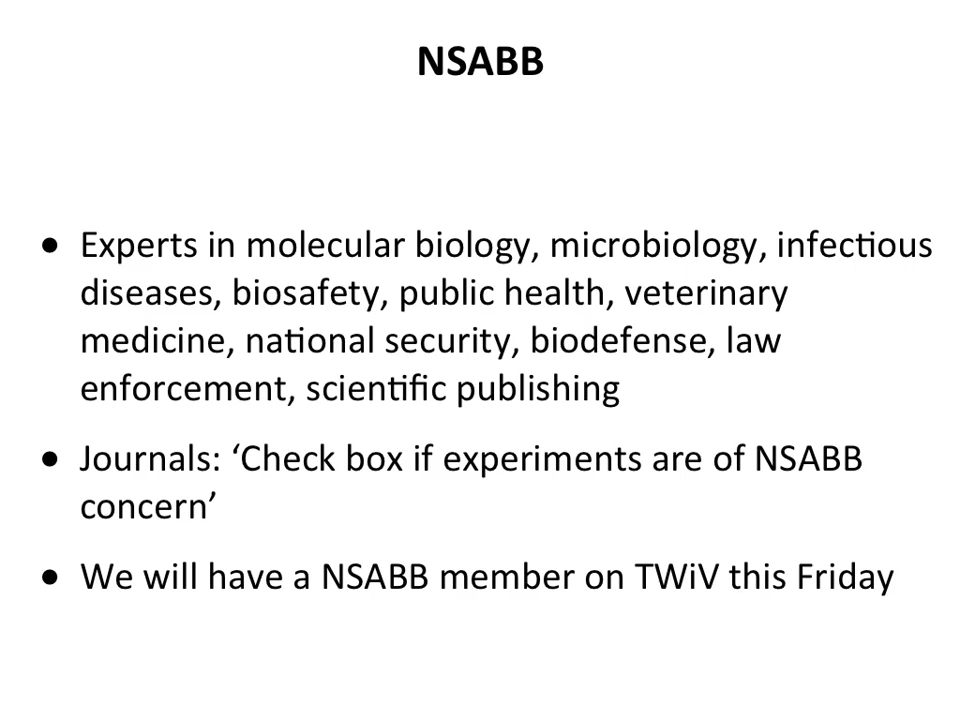 NSABB
• Experts in molecular biology, microbiology, infectious
diseases, biosafety, public health, veterinary
medicine, national security, biodefense, law
enforcement, scientific publishing
• Journals: ‘Check box if experiments are of NSABB
concern’
• We will have a NSABB member on TWiV this Friday